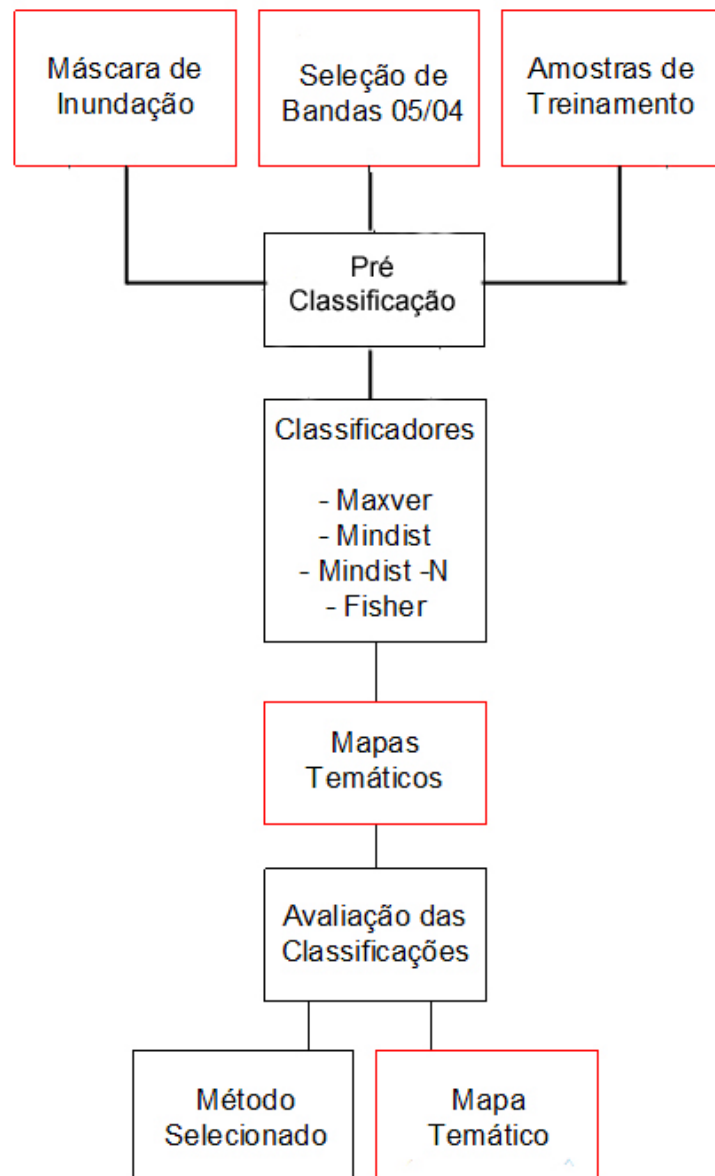 Máscara de
Inundação
Seleção de
Bandas 05/04
Amostras de
Treinamento
Pré
Classificação
Classificadores
- Maxver
- Mindist
- Mindist -N
- Fisher
Mapas
Temáticos
Avaliação das
Classificações
Método
Selecionado
Mapa
Temático